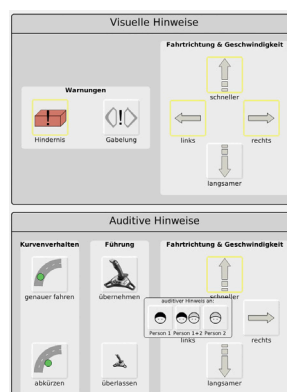 Visuelle Hinweise
Fahrtrichtung & Geschwindigkeit
schneller
Warnungen
!
!
Hindernis
Gabelung
links
rechts
langsamer
Auditive Hinweise
Kurvenverhalten
Führung
Fahrtrichtung & Geschwindigkeit
genauer fahren
übernehmen
schneller
auditiver Hinweis an:
Person 1
Person 1+2
Person 2
links
rechts
abkürzen
überlassen
langsamer